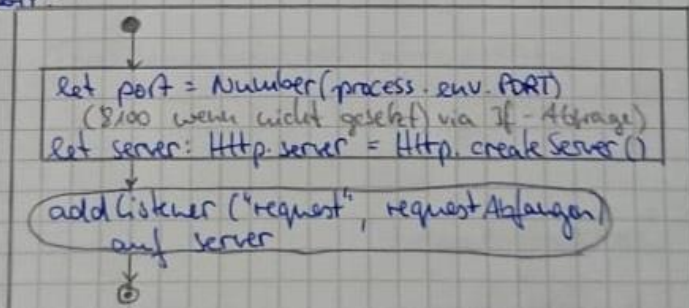 let port = Number(process.env.PORT)
(8100 wenn nicht gesetzt) via If-Abfrage)
let server: Http.server = Http.createServer()
addListener ("request", requestAbfangen)
auf server